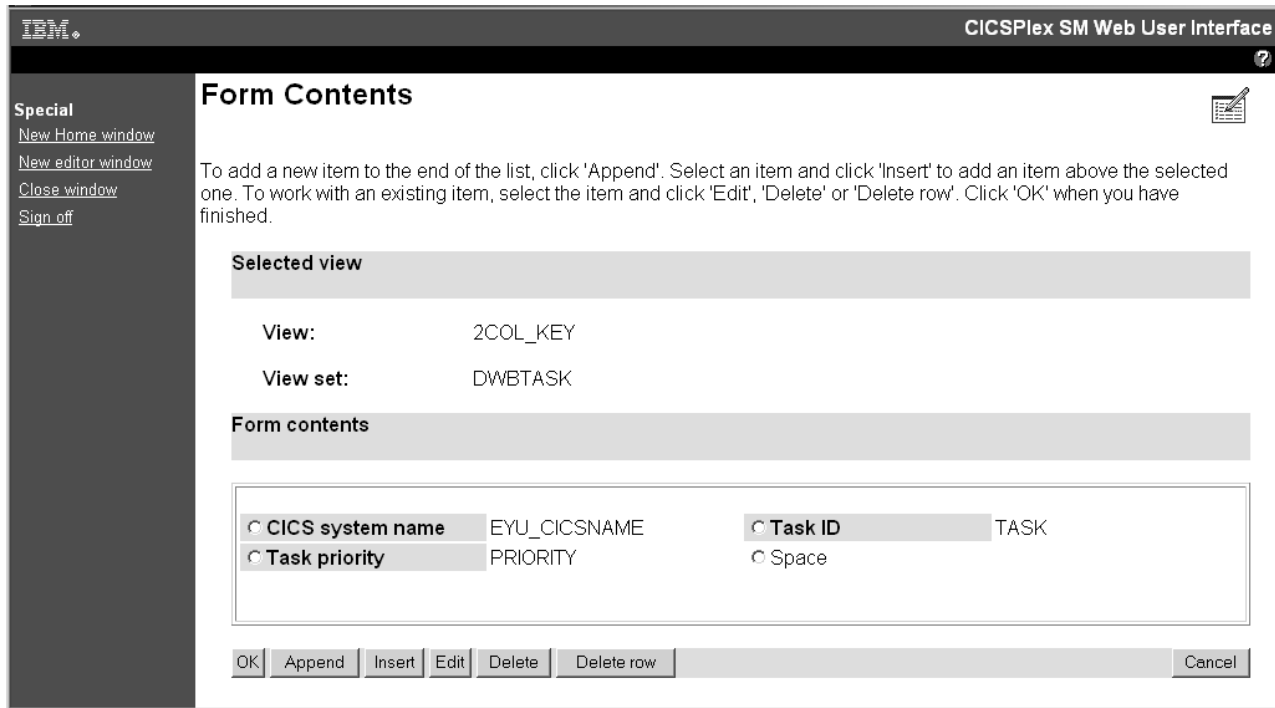 IBM.
CICSPlex SM Web User Interface
?
Special
New Home window
New editor window
Close window
Sign off
Form Contents
To add a new item to the end of the list, click 'Append'. Select an item and click 'Insert' to add an item above the selected
one. To work with an existing item, select the item and click 'Edit', 'Delete' or 'Delete row'. Click 'OK' when you have
finished.
Selected view
View: 2COL_KEY
View set: DWBTASK
Form contents
CICS system name EYU_CICSNAME Task ID TASK
Task priority PRIORITY Space
OK Append Insert Edit Delete Delete row Cancel